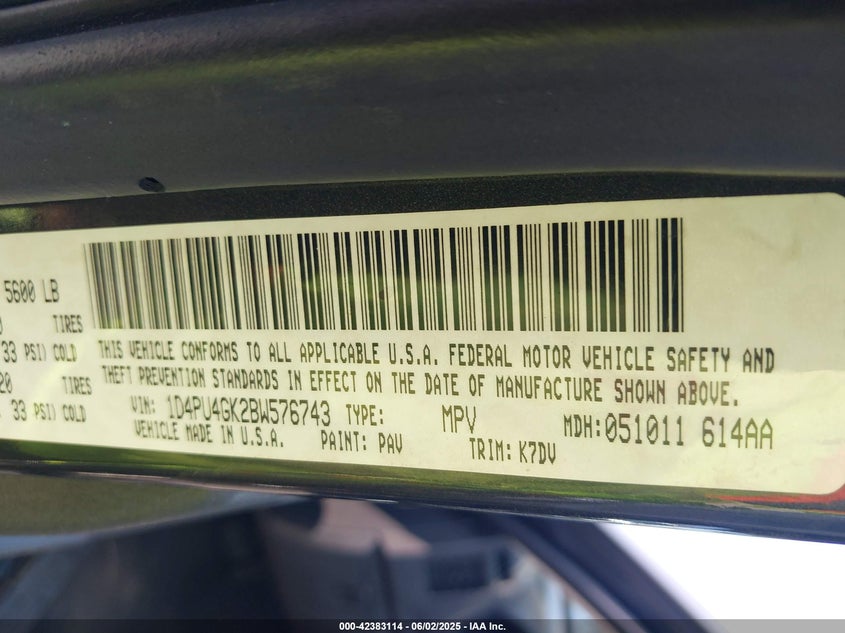 5600 LB
TIRES
33 PSI) COLD
20 TIRES
33 PSI) COLD
THIS VEHICLE CONFORMS TO ALL APPLICABLE U.S.A. FEDERAL MOTOR VEHICLE SAFETY AND
THEFT PREVENTION STANDARDS IN EFFECT ON THE DATE OF MANUFACTURE SHOWN ABOVE.
VIN: 1D4PU4GK2BW576743 TYPE: MPV MDH:051011 614AA
VEHICLE MADE IN U.S.A. PAINT: PAV TRIM: K7DV
000-42383114 - 06/02/2025 - IAA Inc.